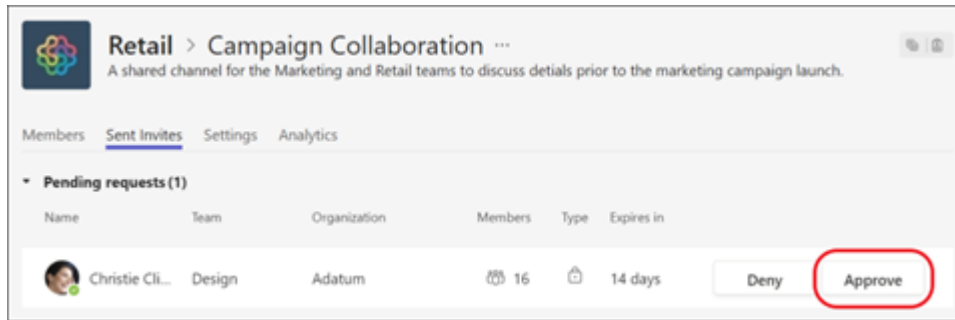 Retail > Campaign Collaboration ···
A shared channel for the Marketing and Retail teams to discuss detials prior to the marketing campaign launch.
Members Sent Invites Settings Analytics
Pending requests (1)
Name Team Organization Members Type Expires in
Christie Cli... Design Adatum 16 14 days Deny Approve